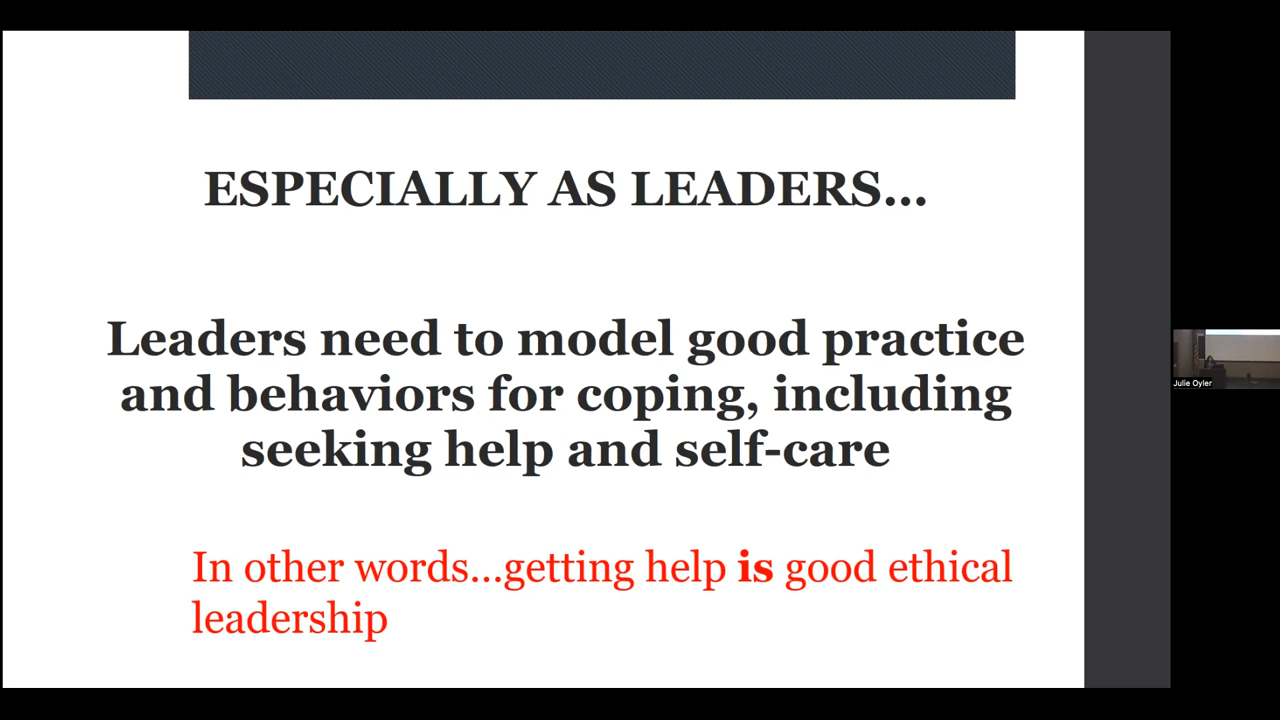 ESPECIALLY AS LEADERS...
Leaders need to model good practice
and behaviors for coping, including
seeking help and self-care
In other words...getting help is good ethical
leadership
Julie Oyler